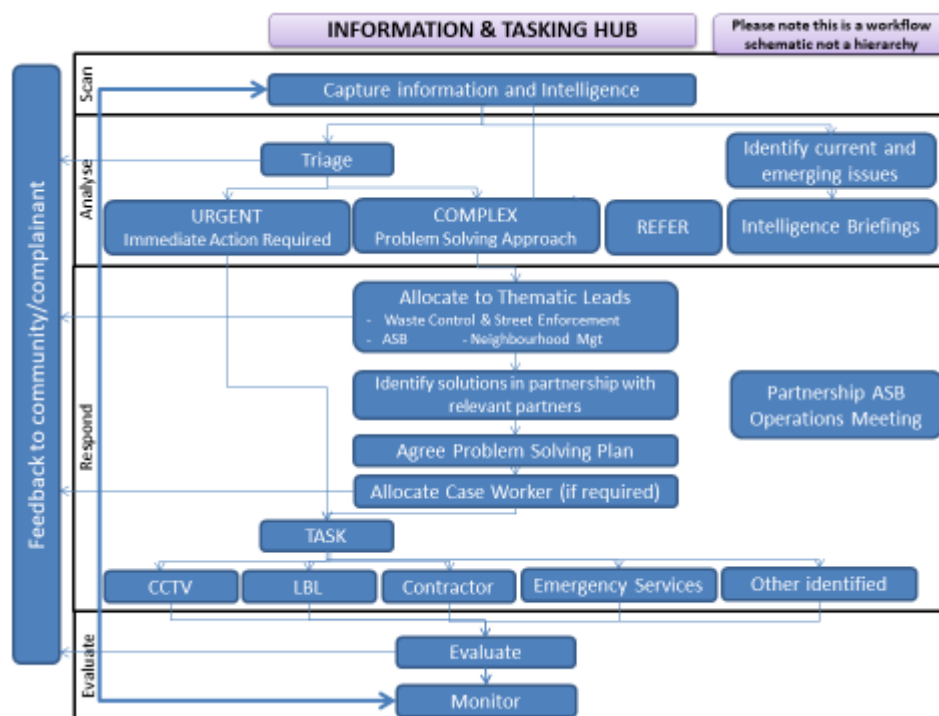 INFORMATION & TASKING HUB
Please note this is a workflow
schematic not a hierarchy
Feedback to community/complainant
Scan
Capture information and Intelligence
Analyse
Triage
Identify current and
emerging issues
URGENT
Immediate Action Required
COMPLEX
Problem Solving Approach
REFER
Intelligence Briefings
Respond
Allocate to Thematic Leads
- Waste Control & Street Enforcement
- ASB - Neighbourhood Mgt
Identify solutions in partnership with
relevant partners
Partnership ASB
Operations Meeting
Agree Problem Solving Plan
Allocate Case Worker (if required)
TASK
CCTV
LBL
Contractor
Emergency Services
Other identified
Evaluate
Evaluate
Monitor